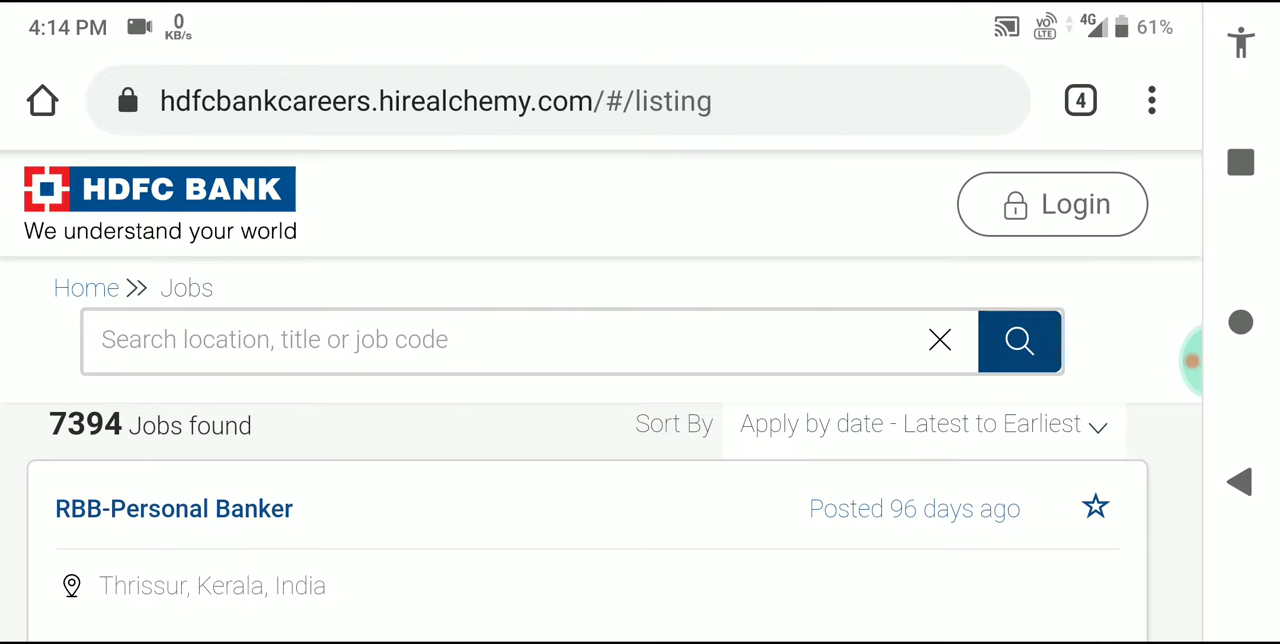 4:14 PM 0 KB/s VO LTE 4G 61%
hdfcbankcareers.hirealchemy.com/#/listing 4
HDFC BANK
We understand your world
Login
Home >> Jobs
Search location, title or job code
7394 Jobs found Sort By Apply by date - Latest to Earliest
RBB-Personal Banker Posted 96 days ago
Thrissur, Kerala, India